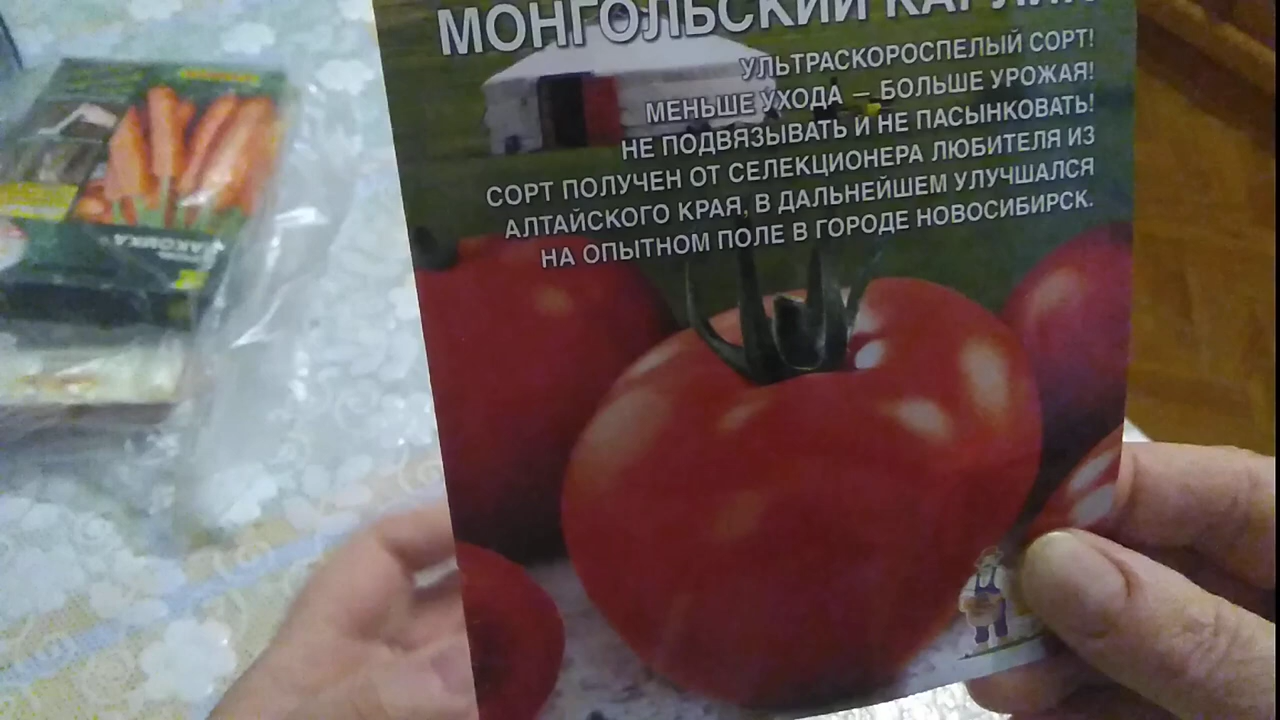 МОНГОЛЬСКИЙ КАРЛИК
УЛЬТРАСКОРОСПЕЛЫЙ СОРТ!
МЕНЬШЕ УХОДА – БОЛЬШЕ УРОЖАЯ!
НЕ ПОДВЯЗЫВАТЬ И НЕ ПАСЫНКОВАТЬ!
СОРТ ПОЛУЧЕН ОТ СЕЛЕКЦИОНЕРА ЛЮБИТЕЛЯ ИЗ
АЛТАЙСКОГО КРАЯ, В ДАЛЬНЕЙШЕМ УЛУЧШАЛСЯ
НА ОПЫТНОМ ПОЛЕ В ГОРОДЕ НОВОСИБИРСК.